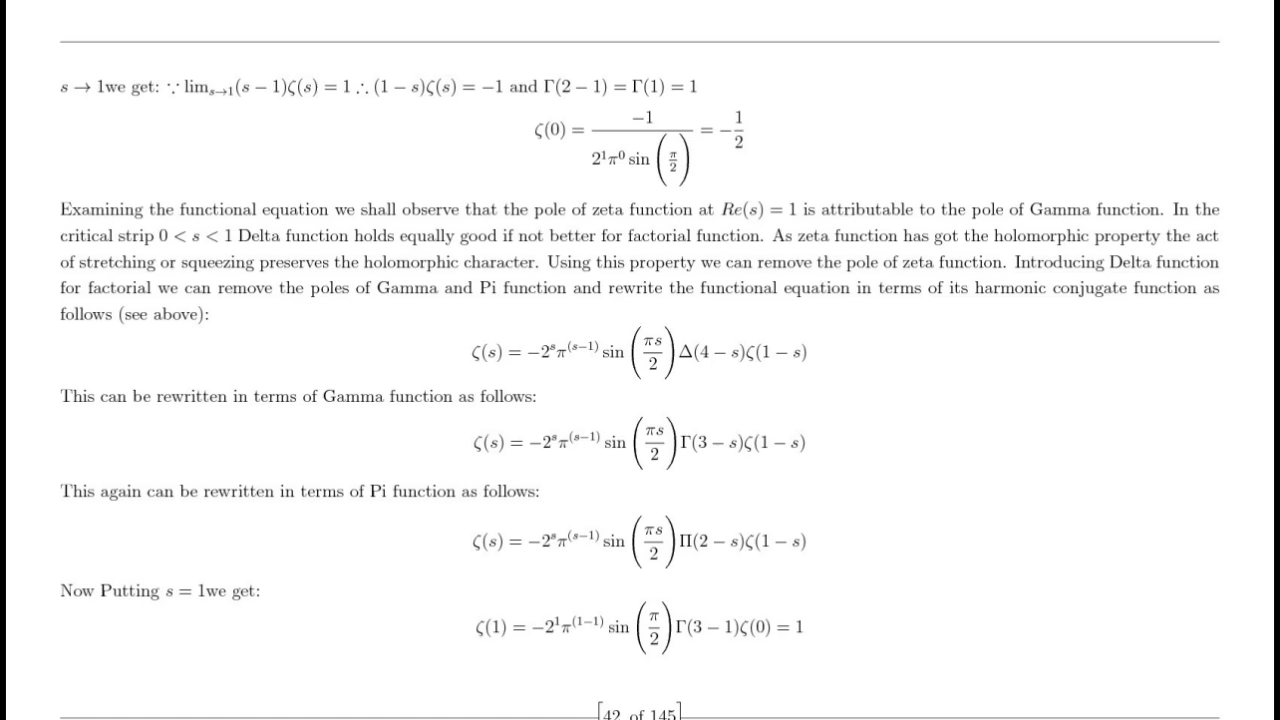 s → 1we get: ∵ lim_{s→1}(s − 1)ζ(s) = 1 ∴ (1 − s)ζ(s) = −1 and Γ(2 − 1) = Γ(1) = 1
ζ(0) = \frac{−1}{2^1 π^0 sin(\frac{π}{2})} = −\frac{1}{2}
Examining the functional equation we shall observe that the pole of zeta function at Re(s) = 1 is attributable to the pole of Gamma function. In the
critical strip 0 < s < 1 Delta function holds equally good if not better for factorial function. As zeta function has got the holomorphic property the act
of stretching or squeezing preserves the holomorphic character. Using this property we can remove the pole of zeta function. Introducing Delta function
for factorial we can remove the poles of Gamma and Pi function and rewrite the functional equation in terms of its harmonic conjugate function as
follows (see above):
ζ(s) = −2^s π^{(s−1)} sin(\frac{πs}{2}) Δ(4 − s)ζ(1 − s)
This can be rewritten in terms of Gamma function as follows:
ζ(s) = −2^s π^{(s−1)} sin(\frac{πs}{2}) Γ(3 − s)ζ(1 − s)
This again can be rewritten in terms of Pi function as follows:
ζ(s) = −2^s π^{(s−1)} sin(\frac{πs}{2}) Π(2 − s)ζ(1 − s)
Now Putting s = 1we get:
ζ(1) = −2^1 π^{(1−1)} sin(\frac{π}{2}) Γ(3 − 1)ζ(0) = 1
[42 of 145]